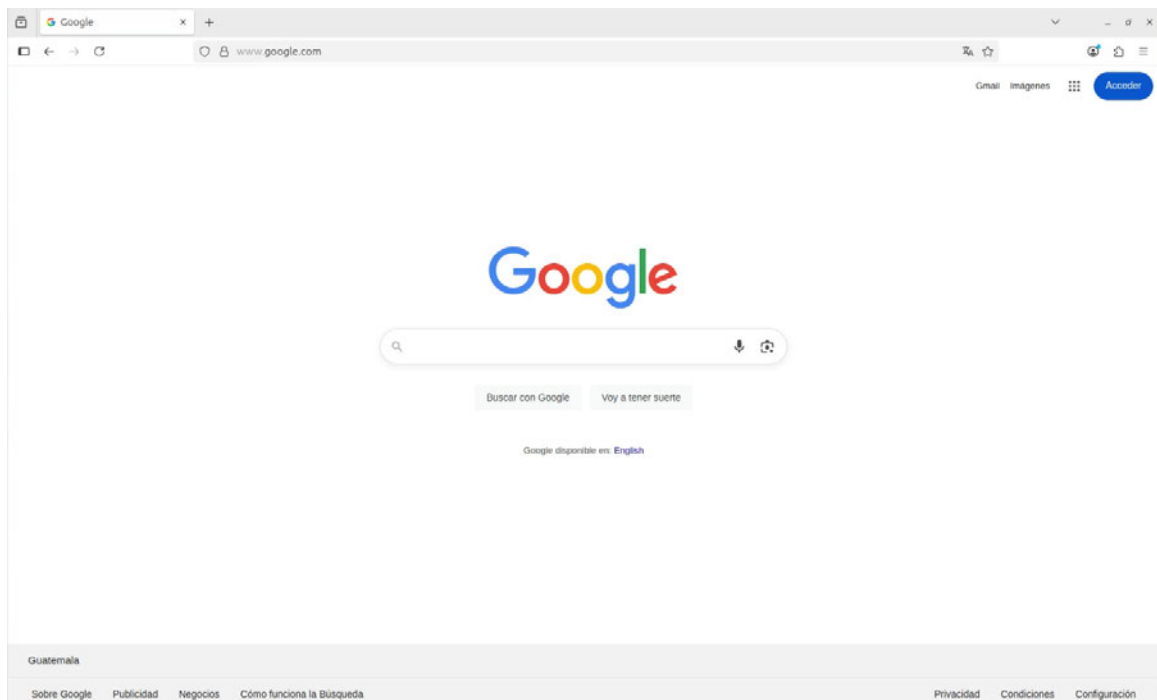 Google
www.google.com
Gmail Imágenes Acceder
Google
Buscar con Google Voy a tener suerte
Google disponible en: English
Guatemala
Sobre Google Publicidad Negocios Cómo funciona la Búsqueda Privacidad Condiciones Configuración